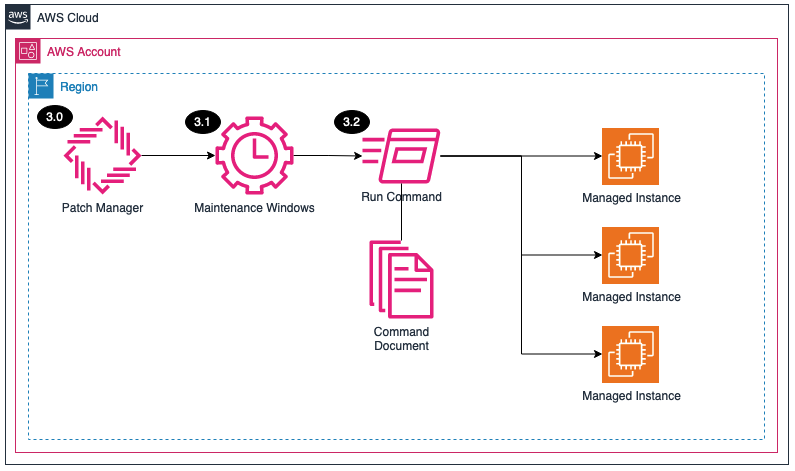 aws
AWS Cloud
AWS Account
Region
3.0
3.1
3.2
Patch Manager
Maintenance Windows
Run Command
Managed Instance
Managed Instance
Command
Document
Managed Instance